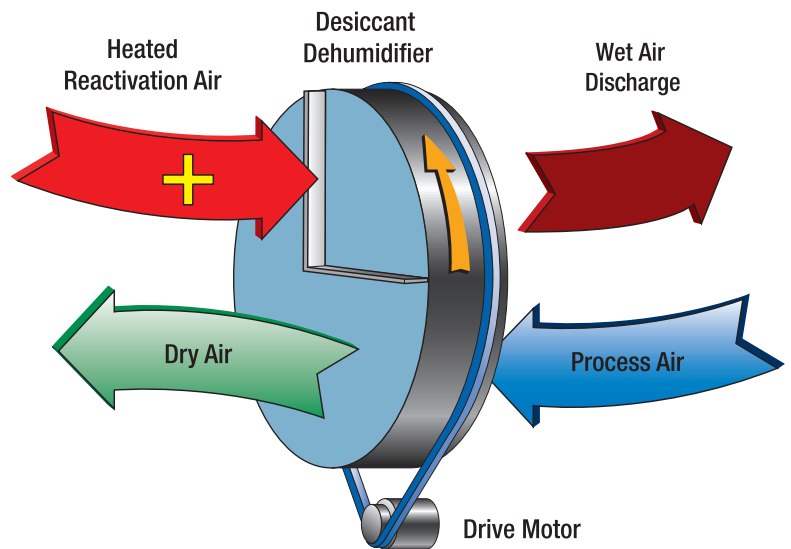 Heated
Reactivation Air
Desiccant
Dehumidifier
Wet Air
Discharge
Dry Air
Process Air
Drive Motor